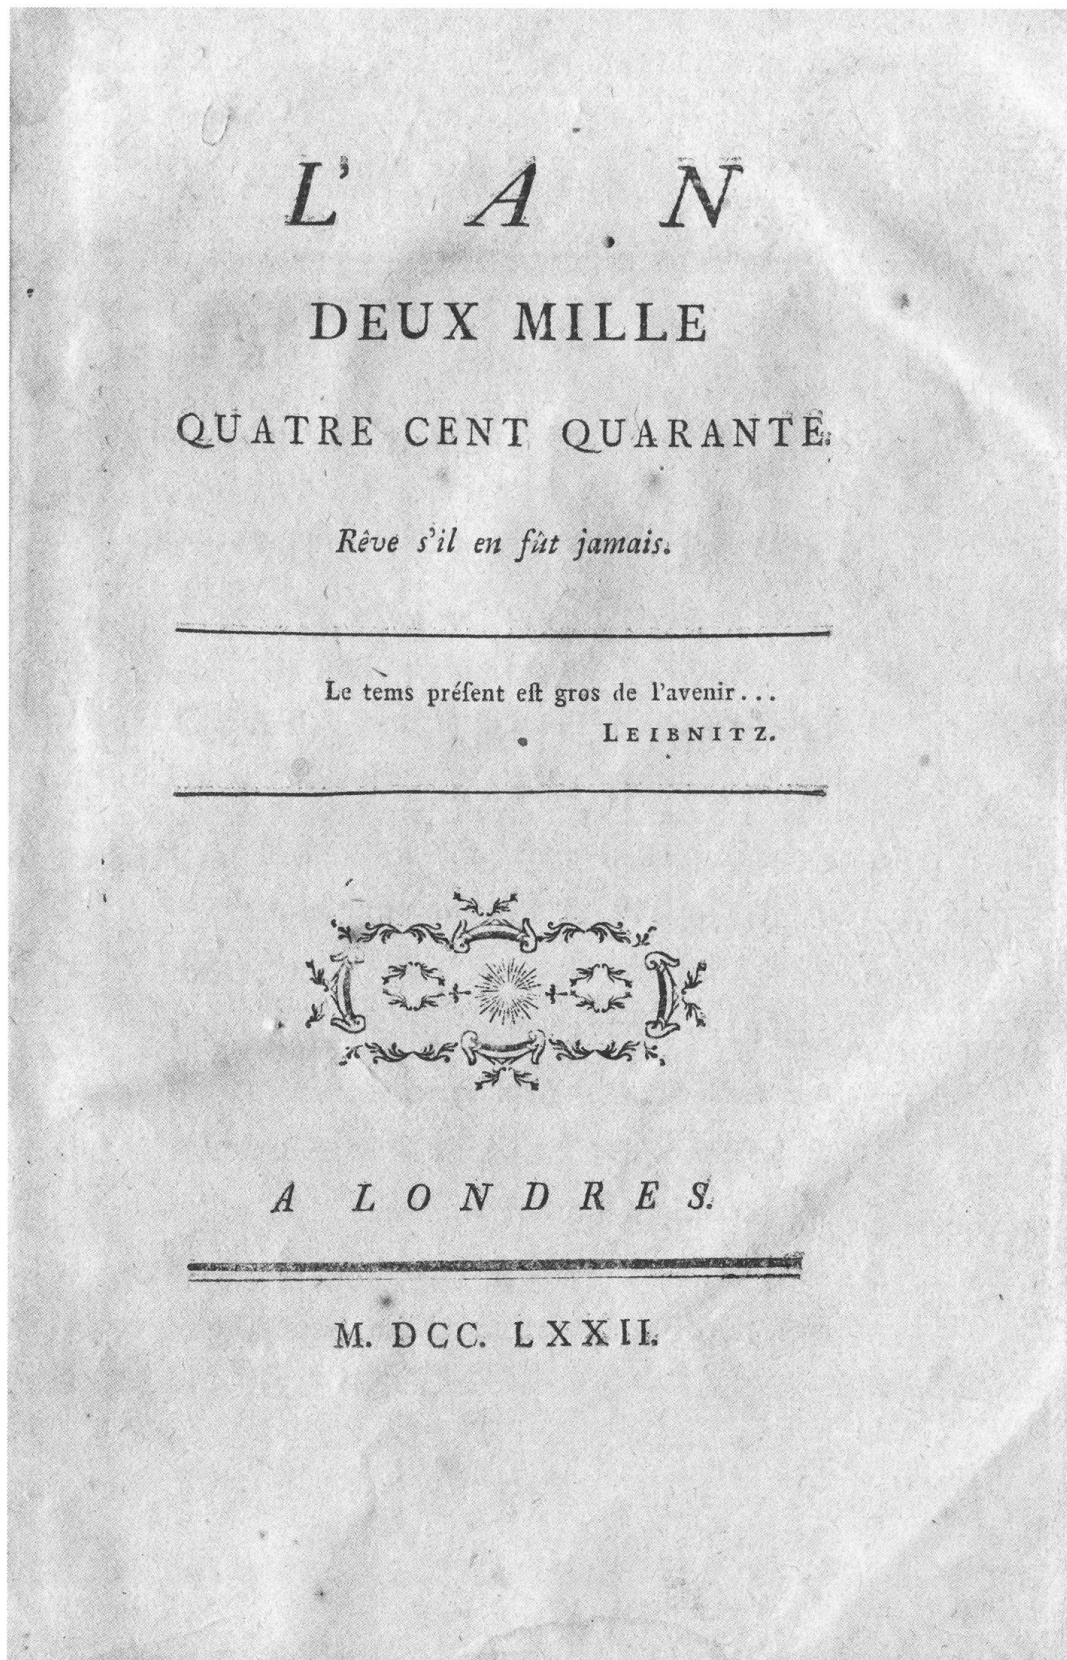 L' A N
DEUX MILLE
QUATRE CENT QUARANTE.
Rêve s'il en fût jamais.
Le tems préſent eſt gros de l'avenir...
LEIBNITZ.
A LONDRES.
M. DCC. LXXII.